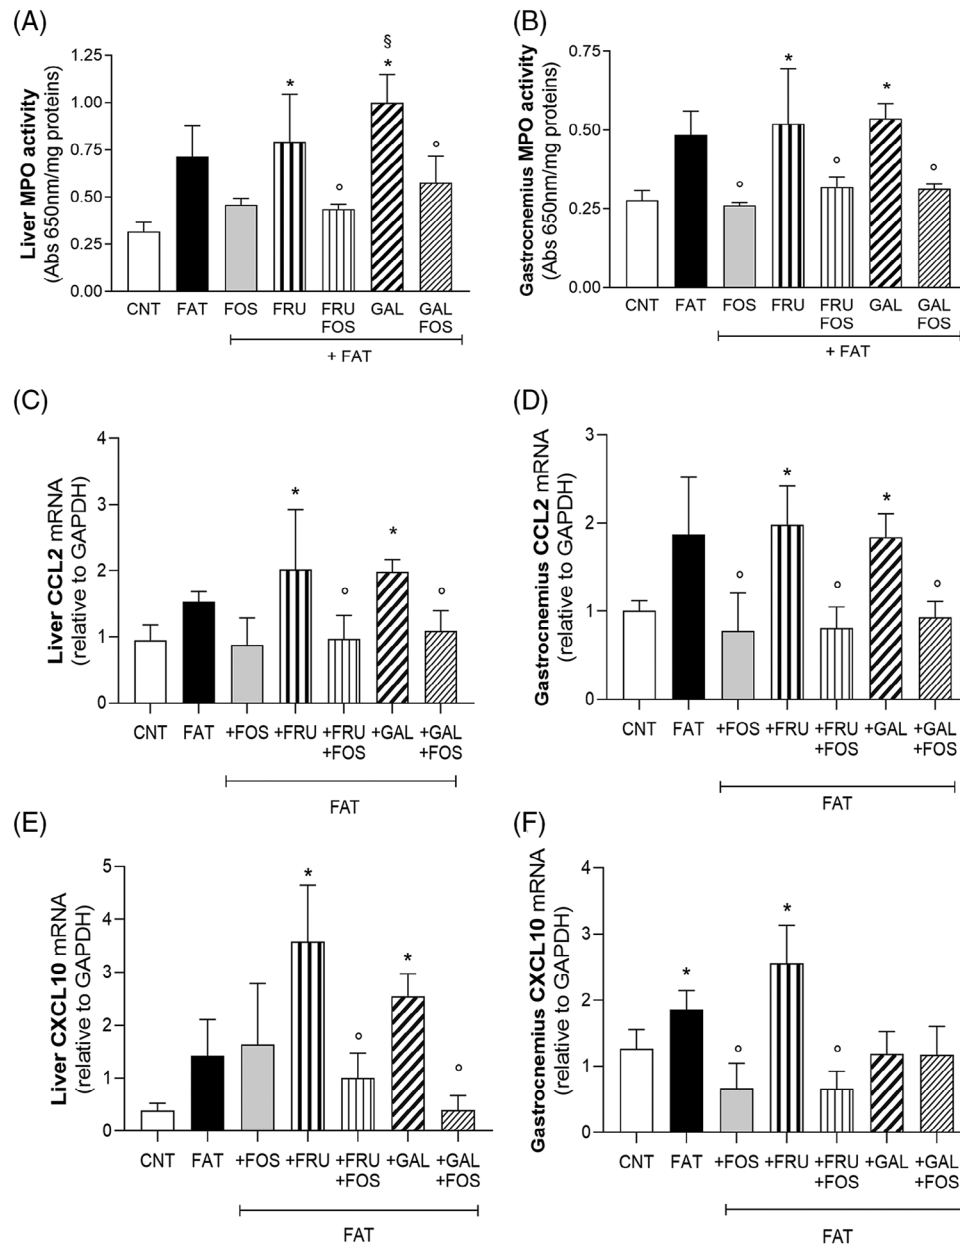 (A)
Liver MPO activity
(Abs 650nm/mg proteins)
1.25
1.00
0.75
0.50
0.25
0.00
*
°
§
*
°
CNT FAT FOS FRU FRU GAL GAL
FOS FOS
+ FAT
(B)
Gastrocnemius MPO activity
(Abs 650nm/mg proteins)
0.75
0.50
0.25
0.00
°
*
°
*
°
CNT FAT FOS FRU FRU GAL GAL
FOS FOS
+ FAT
(C)
Liver CCL2 mRNA
(relative to GAPDH)
4
3
2
1
0
*
°
*
°
CNT FAT +FOS +FRU +FRU +GAL +GAL
+FOS +FOS
FAT
(D)
Gastrocnemius CCL2 mRNA
(relative to GAPDH)
3
2
1
0
°
*
°
*
°
CNT FAT +FOS +FRU +FRU +GAL +GAL
+FOS +FOS
FAT
(E)
Liver CXCL10 mRNA
(relative to GAPDH)
5
4
3
2
1
0
*
°
*
°
CNT FAT +FOS +FRU +FRU +GAL +GAL
+FOS +FOS
FAT
(F)
Gastrocnemius CXCL10 mRNA
(relative to GAPDH)
4
3
2
1
0
*
°
*
°
CNT FAT +FOS +FRU +FRU +GAL +GAL
+FOS +FOS
FAT